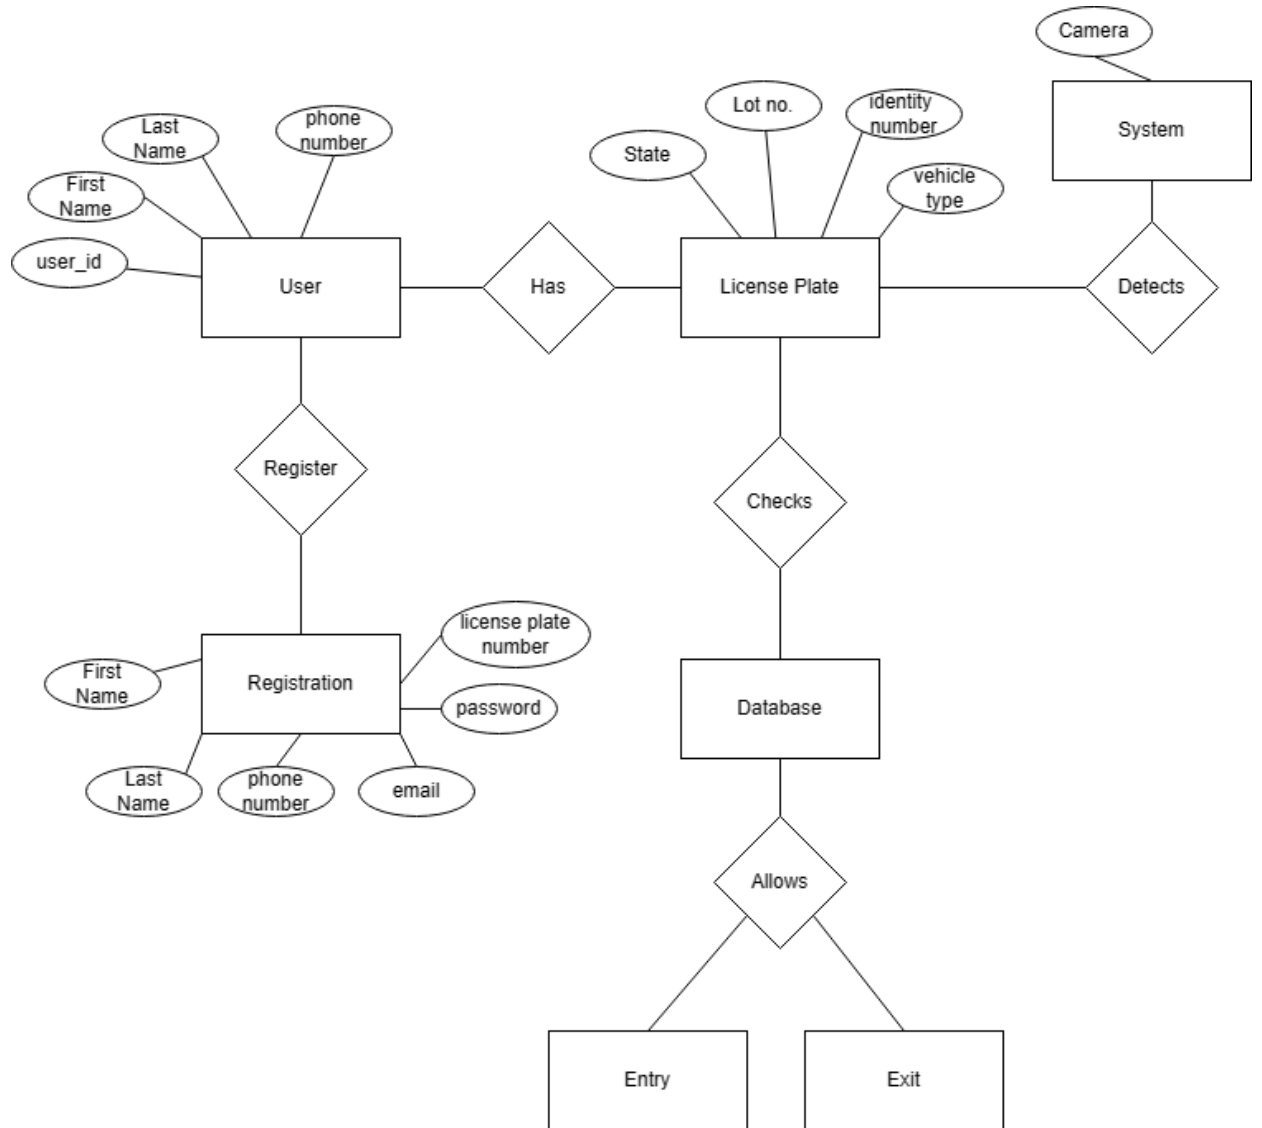 Camera
Lot no.
identity
number
System
phone
number
Last
Name
State
vehicle
type
First
Name
user_id
User
Has
License Plate
Detects
Register
Checks
license plate
number
First
Name
Registration
password
Database
Last
Name
phone
number
email
Allows
Entry
Exit